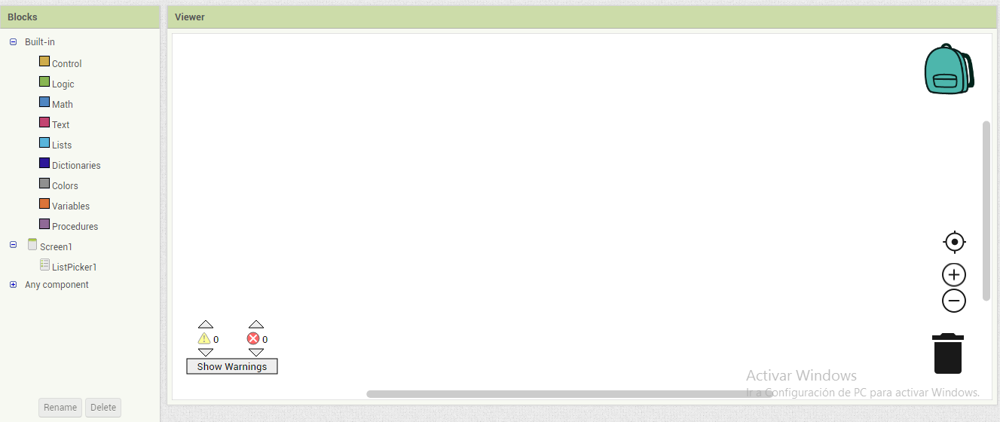 Blocks
Viewer
Built-in
Control
Logic
Math
Text
Lists
Dictionaries
Colors
Variables
Procedures
Screen1
ListPicker1
Any component
Rename Delete
0 0
Show Warnings
Activar Windows
Ir a Configuración de PC para activar Windows.